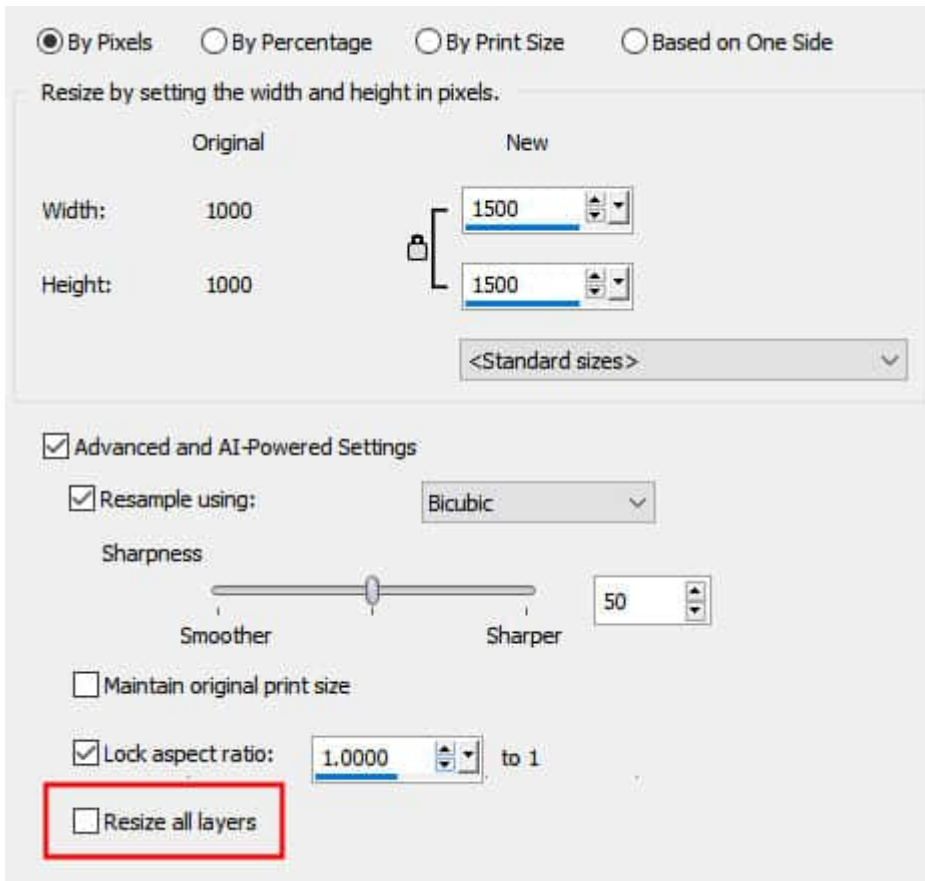 By Pixels By Percentage By Print Size Based on One Side
Resize by setting the width and height in pixels.
Original New
Width: 1000 1500
Height: 1000 1500
<Standard sizes>
Advanced and AI-Powered Settings
Resample using: Bicubic
Sharpness
50
Smoother Sharper
Maintain original print size
Lock aspect ratio: 1.0000 to 1
Resize all layers